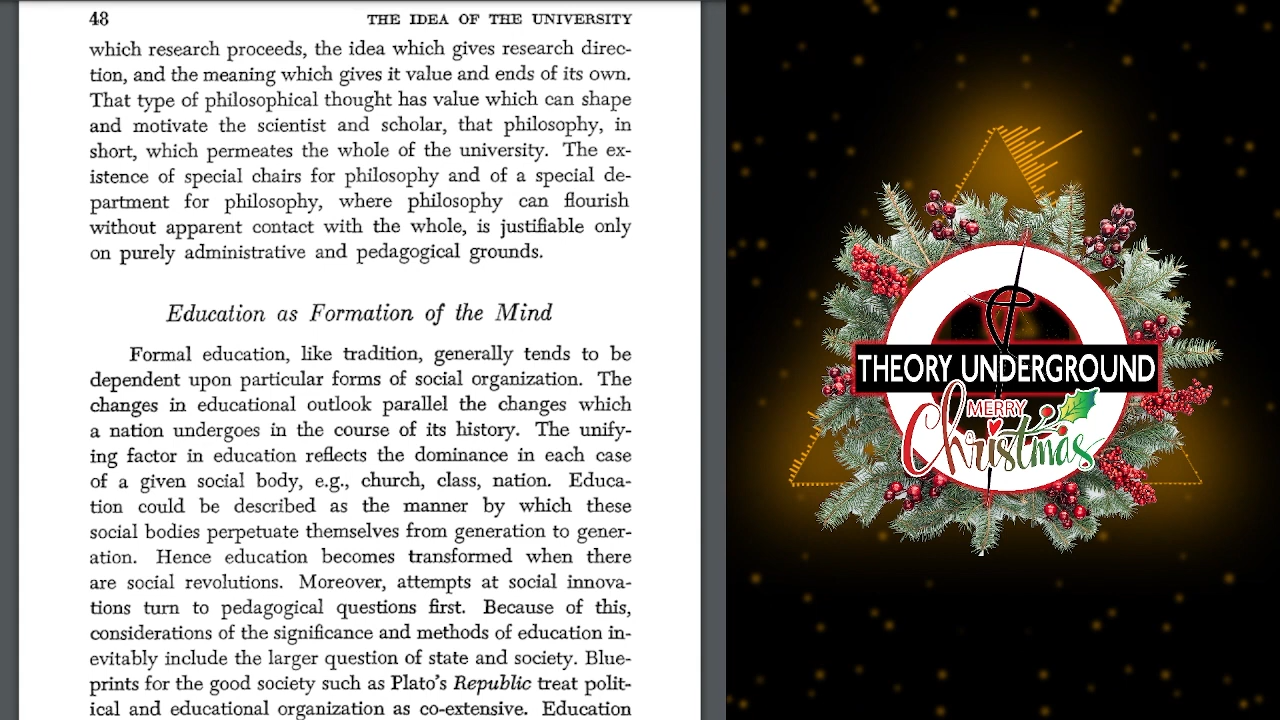 48 THE IDEA OF THE UNIVERSITY
which research proceeds, the idea which gives research direc-
tion, and the meaning which gives it value and ends of its own.
That type of philosophical thought has value which can shape
and motivate the scientist and scholar, that philosophy, in
short, which permeates the whole of the university. The ex-
istence of special chairs for philosophy and of a special de-
partment for philosophy, where philosophy can flourish
without apparent contact with the whole, is justifiable only
on purely administrative and pedagogical grounds.
Education as Formation of the Mind
Formal education, like tradition, generally tends to be
dependent upon particular forms of social organization. The
changes in educational outlook parallel the changes which
a nation undergoes in the course of its history. The unify-
ing factor in education reflects the dominance in each case
of a given social body, e.g., church, class, nation. Educa-
tion could be described as the manner by which these
social bodies perpetuate themselves from generation to gener-
ation. Hence education becomes transformed when there
are social revolutions. Moreover, attempts at social innova-
tions turn to pedagogical questions first. Because of this,
considerations of the significance and methods of education in-
evitably include the larger question of state and society. Blue-
prints for the good society such as Plato's Republic treat polit-
ical and educational organization as co-extensive. Education
THEORY UNDERGROUND
MERRY
Christmas